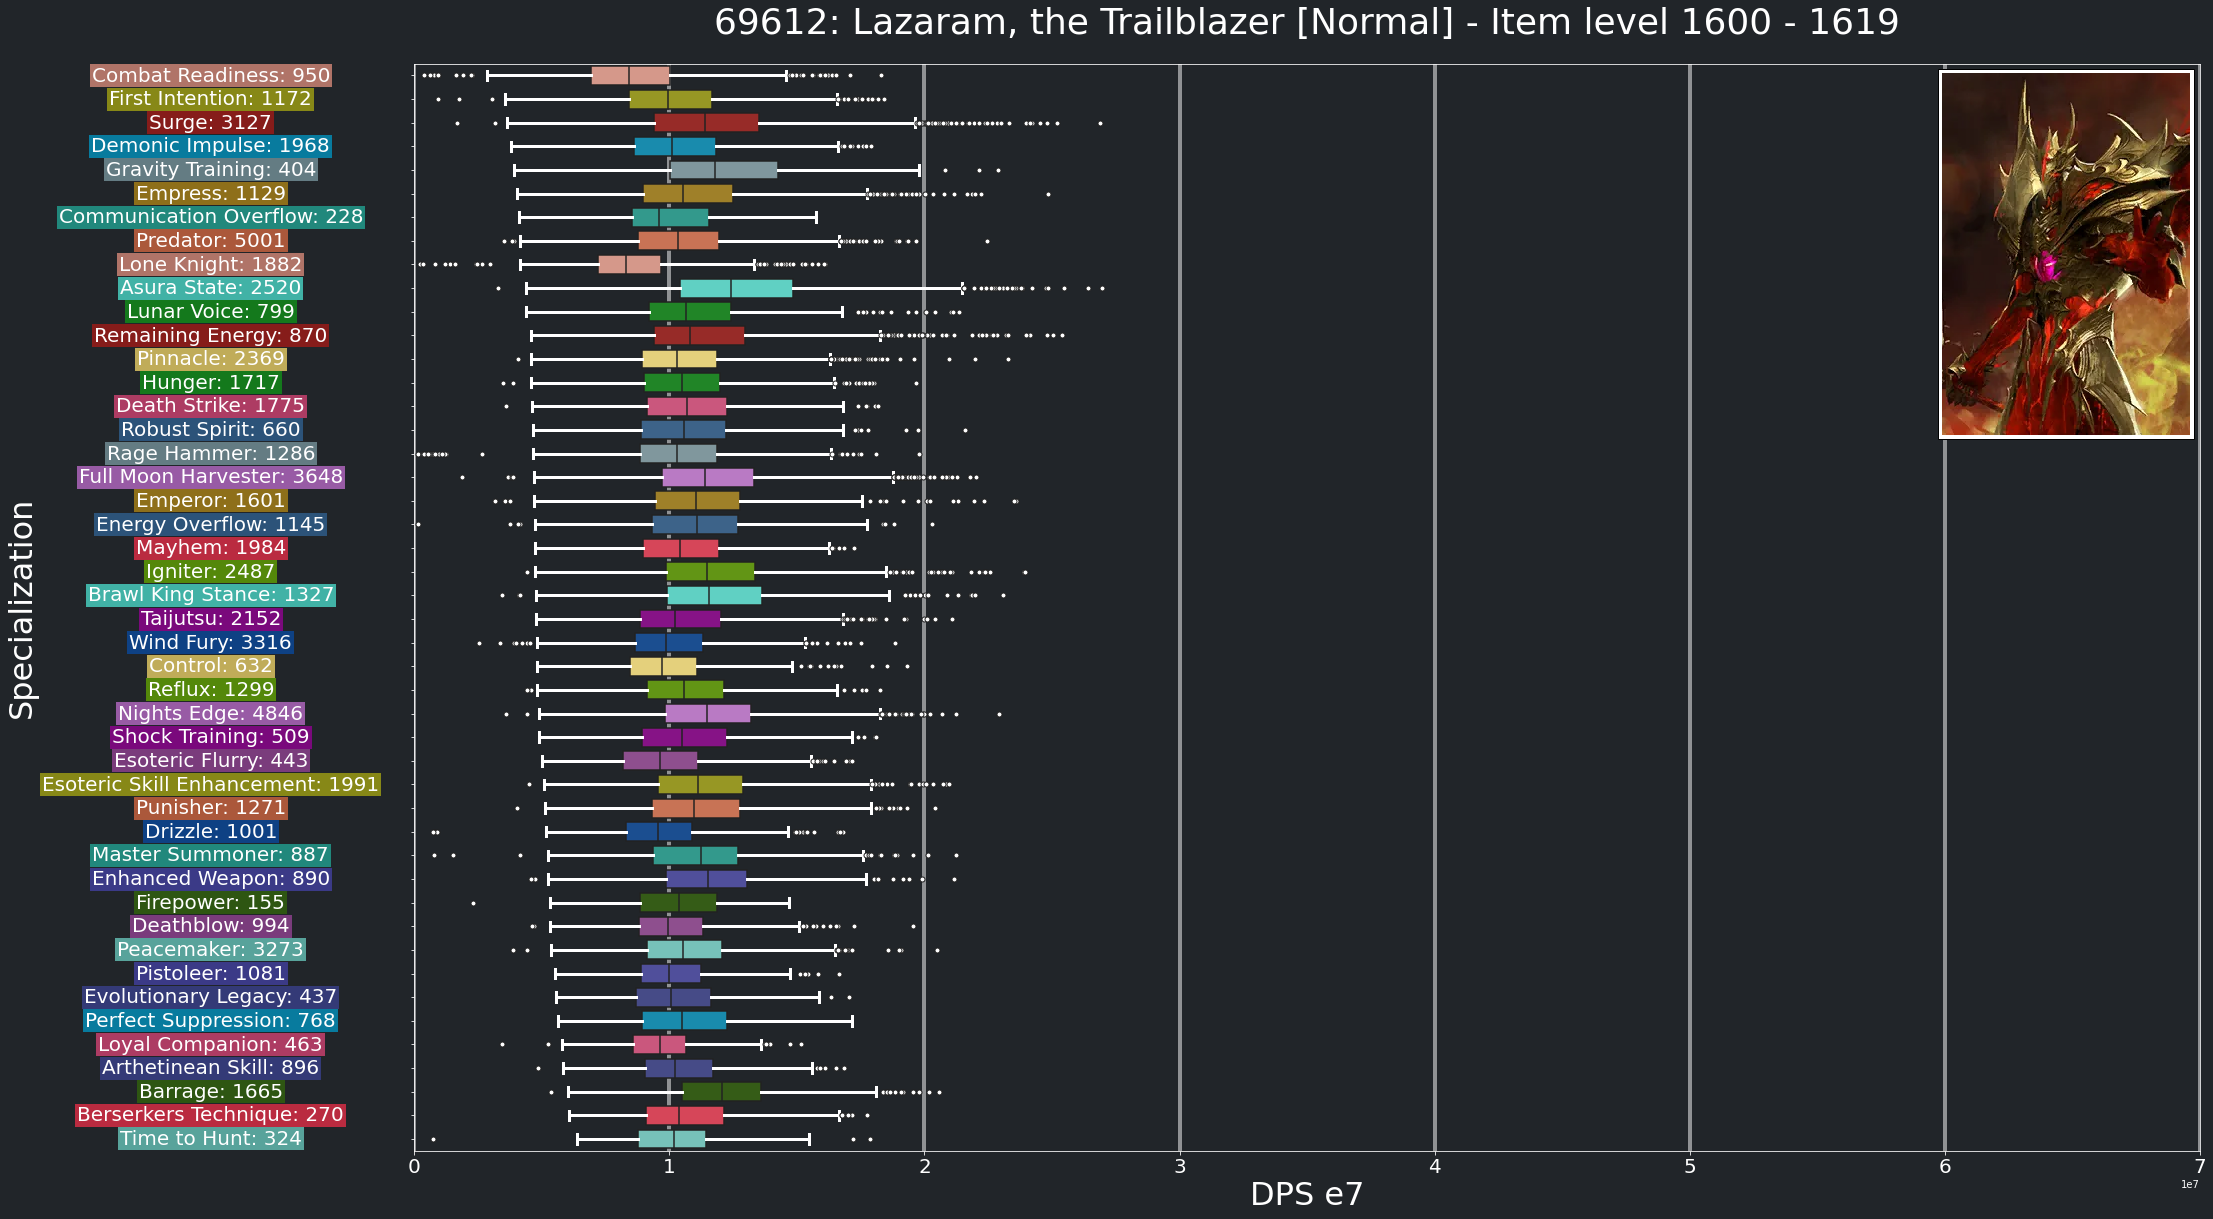 69612: Lazaram, the Trailblazer [Normal] - Item level 1600 - 1619
Combat Readiness: 950
First Intention: 1172
Surge: 3127
Demonic Impulse: 1968
Gravity Training: 404
Empress: 1129
Communication Overflow: 228
Predator: 5001
Lone Knight: 1882
Asura State: 2520
Lunar Voice: 799
Remaining Energy: 870
Pinnacle: 2369
Hunger: 1717
Death Strike: 1775
Robust Spirit: 660
Rage Hammer: 1286
Full Moon Harvester: 3648
Emperor: 1601
Energy Overflow: 1145
Mayhem: 1984
Igniter: 2487
Brawl King Stance: 1327
Taijutsu: 2152
Wind Fury: 3316
Control: 632
Reflux: 1299
Nights Edge: 4846
Shock Training: 509
Esoteric Flurry: 443
Esoteric Skill Enhancement: 1991
Punisher: 1271
Drizzle: 1001
Master Summoner: 887
Enhanced Weapon: 890
Firepower: 155
Deathblow: 994
Peacemaker: 3273
Pistoleer: 1081
Evolutionary Legacy: 437
Perfect Suppression: 768
Loyal Companion: 463
Arthetinean Skill: 896
Barrage: 1665
Berserkers Technique: 270
Time to Hunt: 324
Specialization
0 1 2 3 4 5 6 7
1e7
DPS e7